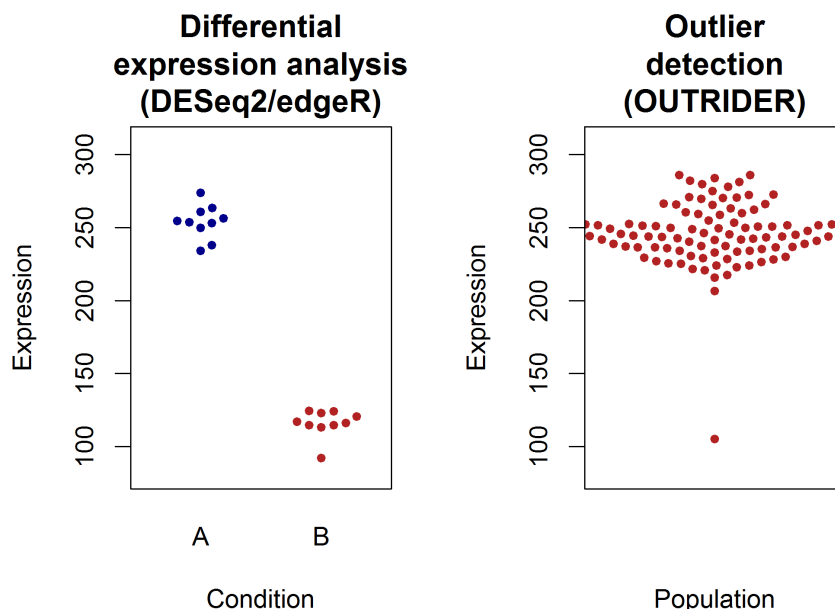 Differential
expression analysis
(DESeq2/edgeR)
Expression
300
250
200
150
100
A B
Condition
Outlier
detection
(OUTRIDER)
Expression
300
250
200
150
100
Population